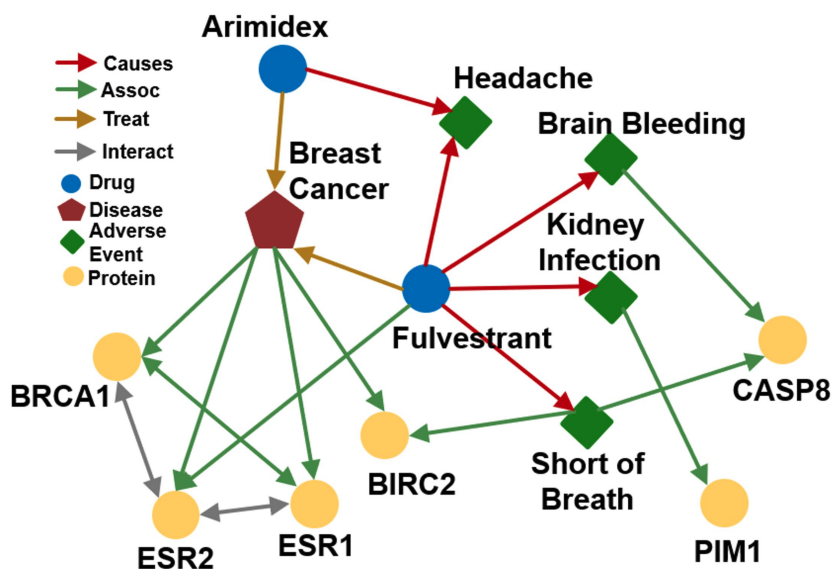 Arimidex
Causes
Assoc
Treat
Interact
Drug
Disease
Adverse
Event
Protein
Headache
Brain Bleeding
Breast
Cancer
Kidney
Infection
Fulvestrant
BRCA1
CASP8
BIRC2
Short of
Breath
ESR2
ESR1
PIM1